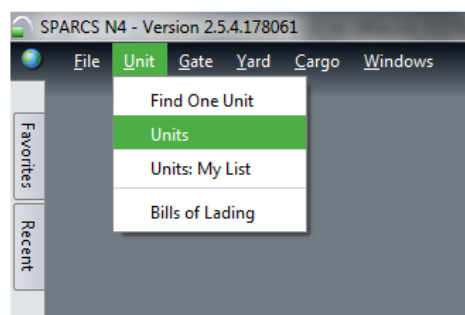 SPARCS N4 - Version 2.5.4.178061
File Unit Gate Yard Cargo Windows
Find One Unit
Units
Units: My List
Bills of Lading
Favorites
Recent